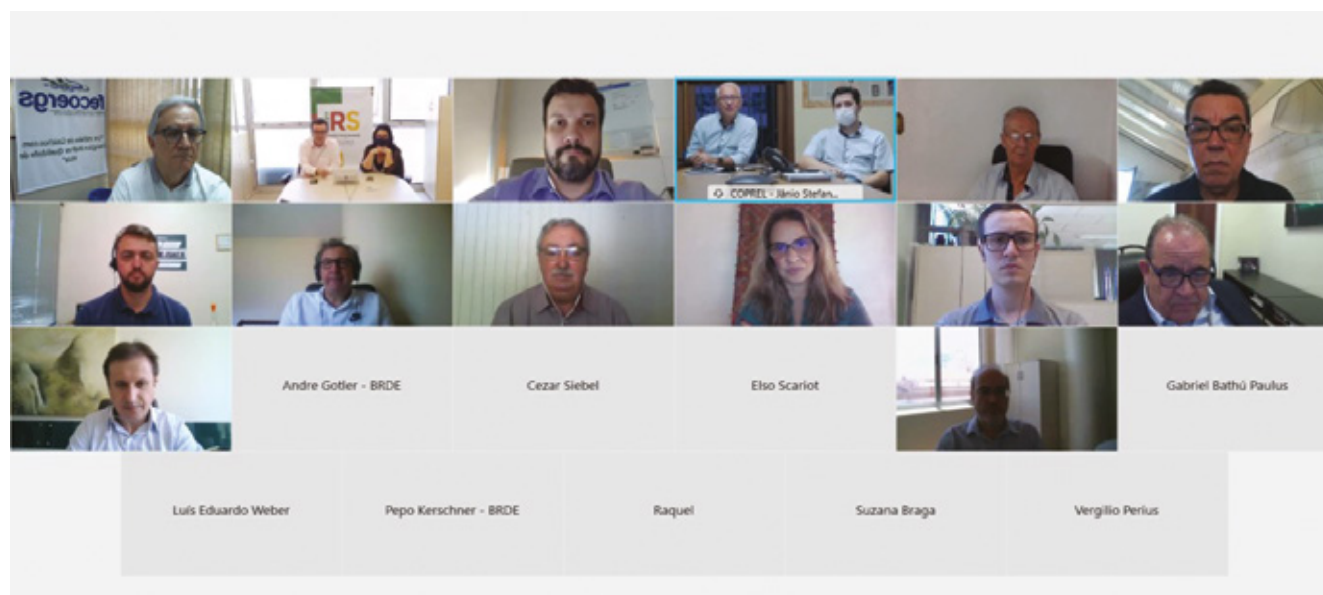 fecoergs
RS
COPREL - Jânio Stefan...
Andre Gotler - BRDE
Cezar Siebel
Elso Scariot
Gabriel Bathú Paulus
Luís Eduardo Weber
Pepo Kerschner - BRDE
Raquel
Suzana Braga
Vergilio Perius